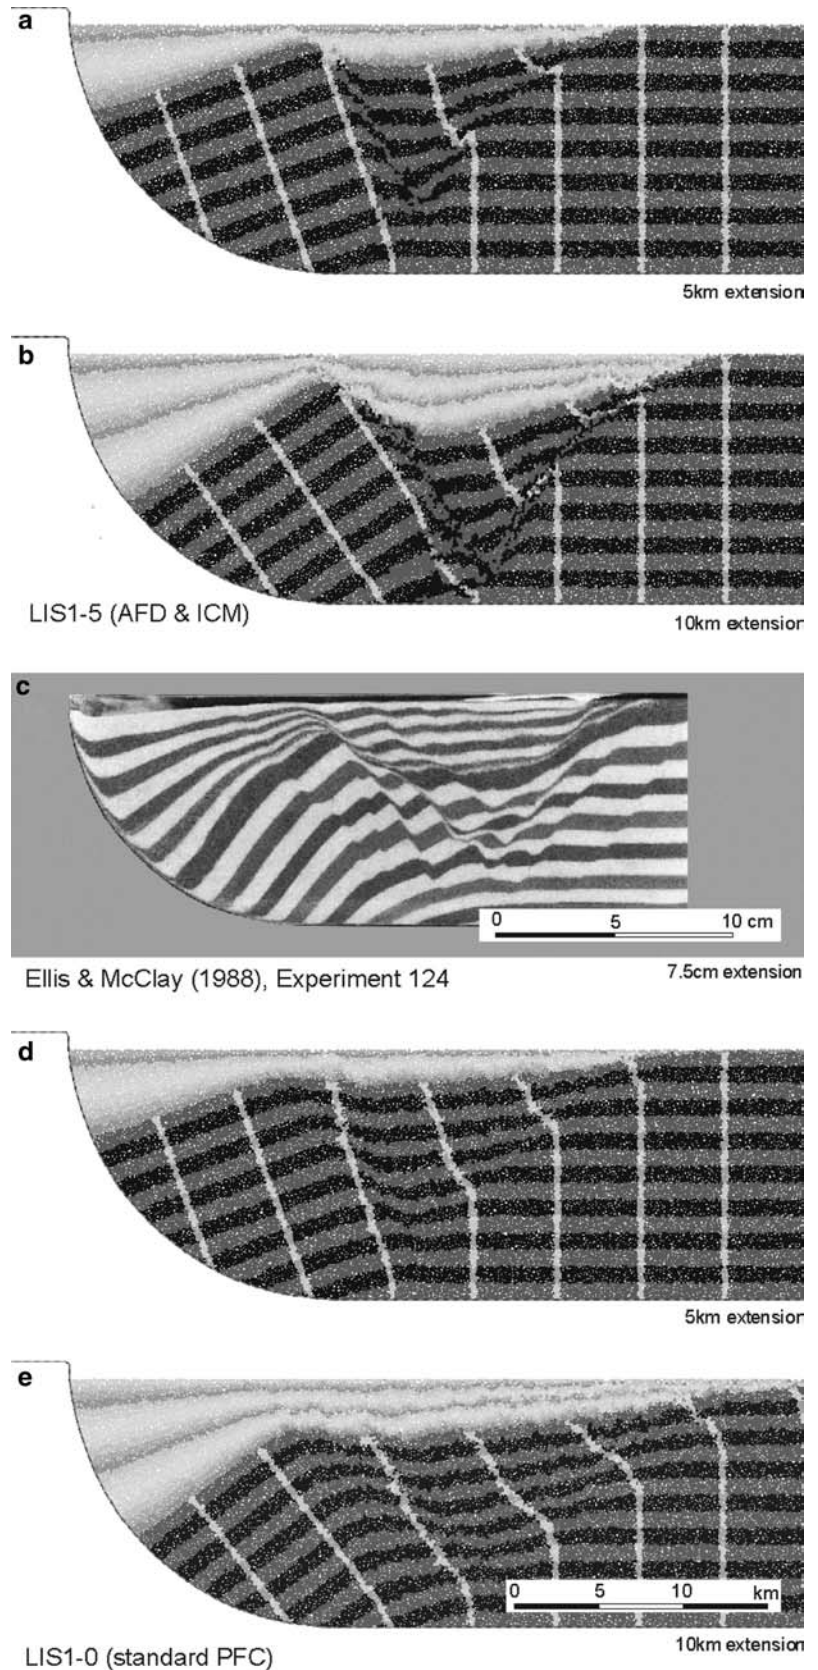 a
5km extension
b
LIS1-5 (AFD & ICM)
10km extension
c
0 5 10 cm
Ellis & McClay (1988), Experiment 124
7.5cm extension
d
5km extension
e
0 5 10 km
LIS1-0 (standard PFC)
10km extension